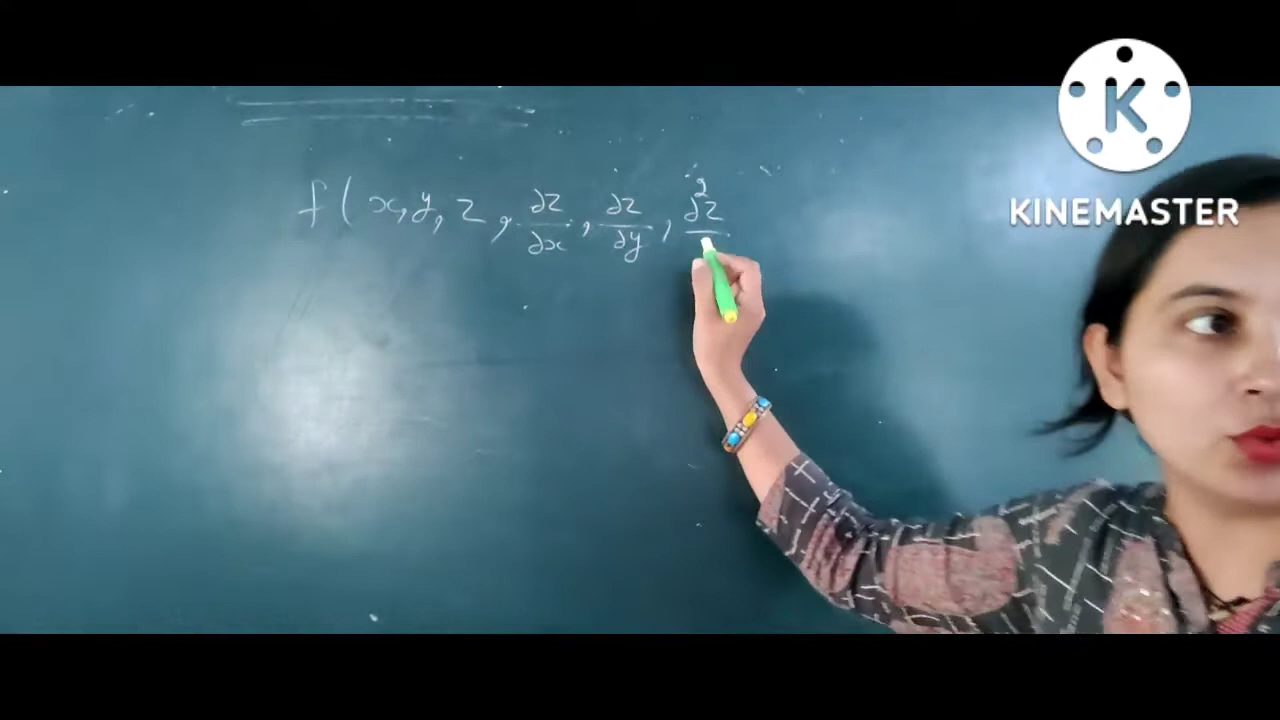 f(x, y, z, ∂z/∂x, ∂z/∂y, ∂²z/
KINEMASTER